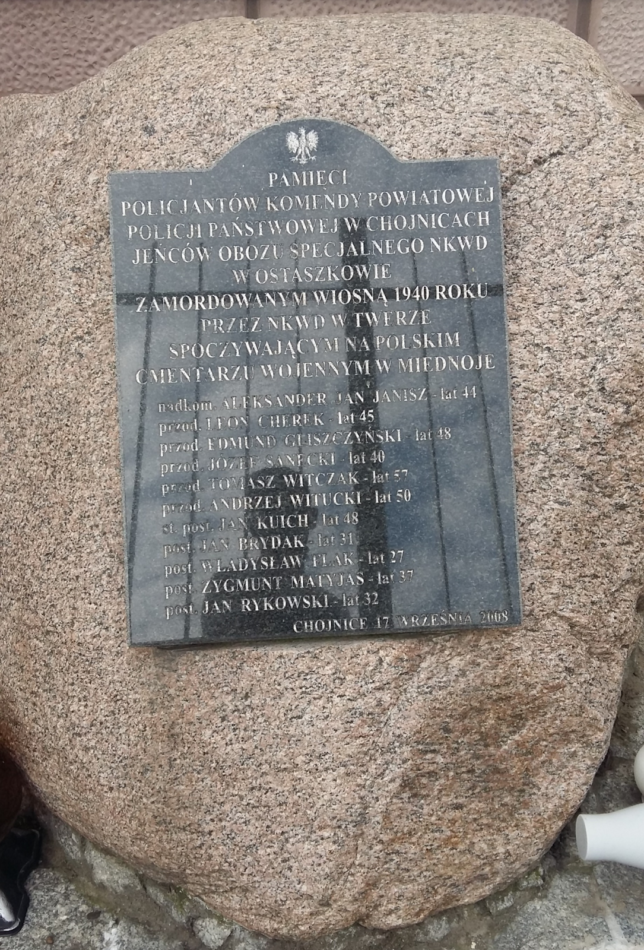 PAMIĘCI
POLICJANTÓW KOMENDY POWIATOWEJ
POLICJI PAŃSTWOWEJ W CHOJNICACH
JEŃCÓW OBOZU SPECJALNEGO NKWD
W OSTASZKOWIE
ZAMORDOWANYM WIOSNĄ 1940 ROKU
PRZEZ NKWD W TWERZE
SPOCZYWAJĄCYM NA POLSKIM
CMENTARZU WOJENNYM W MIEDNOJE
nadkom. ALEKSANDER JAN JANISZ - lat 44
przod. LEON CHEREK - lat 45
przod. EDMUND GLISZCZYŃSKI - lat 48
przod. JÓZEF SANECKI - lat 40
przod. TOMASZ WITCZAK - lat 57
przod. ANDRZEJ WITUCKI - lat 50
st. post. JAN KUICH - lat 48
post. JAN BRYDAK - lat 31
post. WŁADYSŁAW FLAK - lat 27
post. ZYGMUNT MATYJAS - lat 37
post. JAN RYKOWSKI - lat 32
CHOJNICE 17 WRZEŚNIA 2008